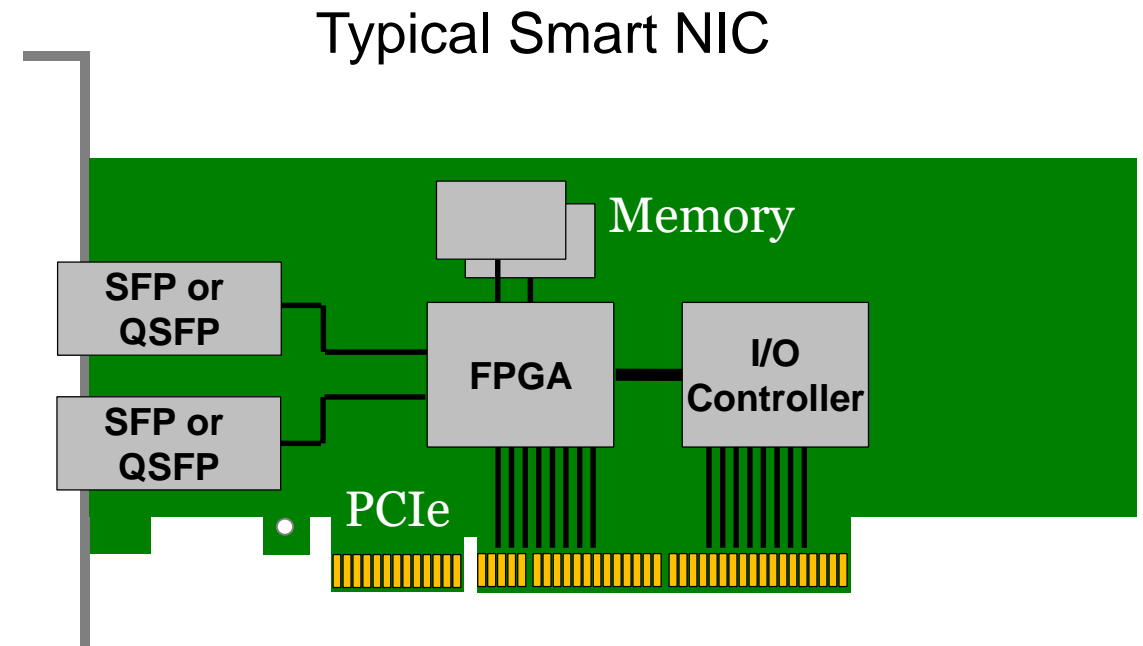 Typical Smart NIC
Memory
SFP or
QSFP
FPGA
I/O
Controller
SFP or
QSFP
PCIe